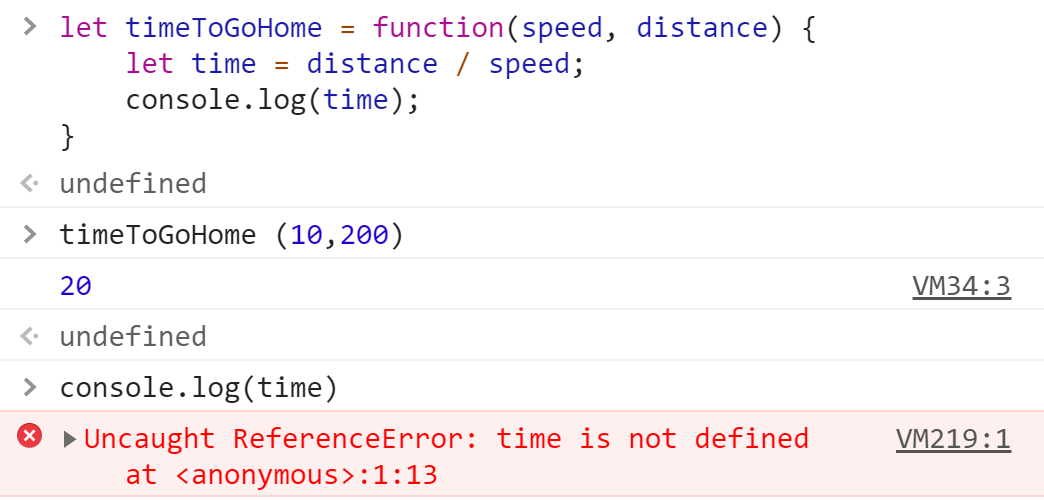 let timeToGoHome = function(speed, distance) {
let time = distance / speed;
console.log(time);
}
undefined
timeToGoHome (10,200)
20 VM34:3
undefined
console.log(time)
Uncaught ReferenceError: time is not defined VM219:1
at <anonymous>:1:13